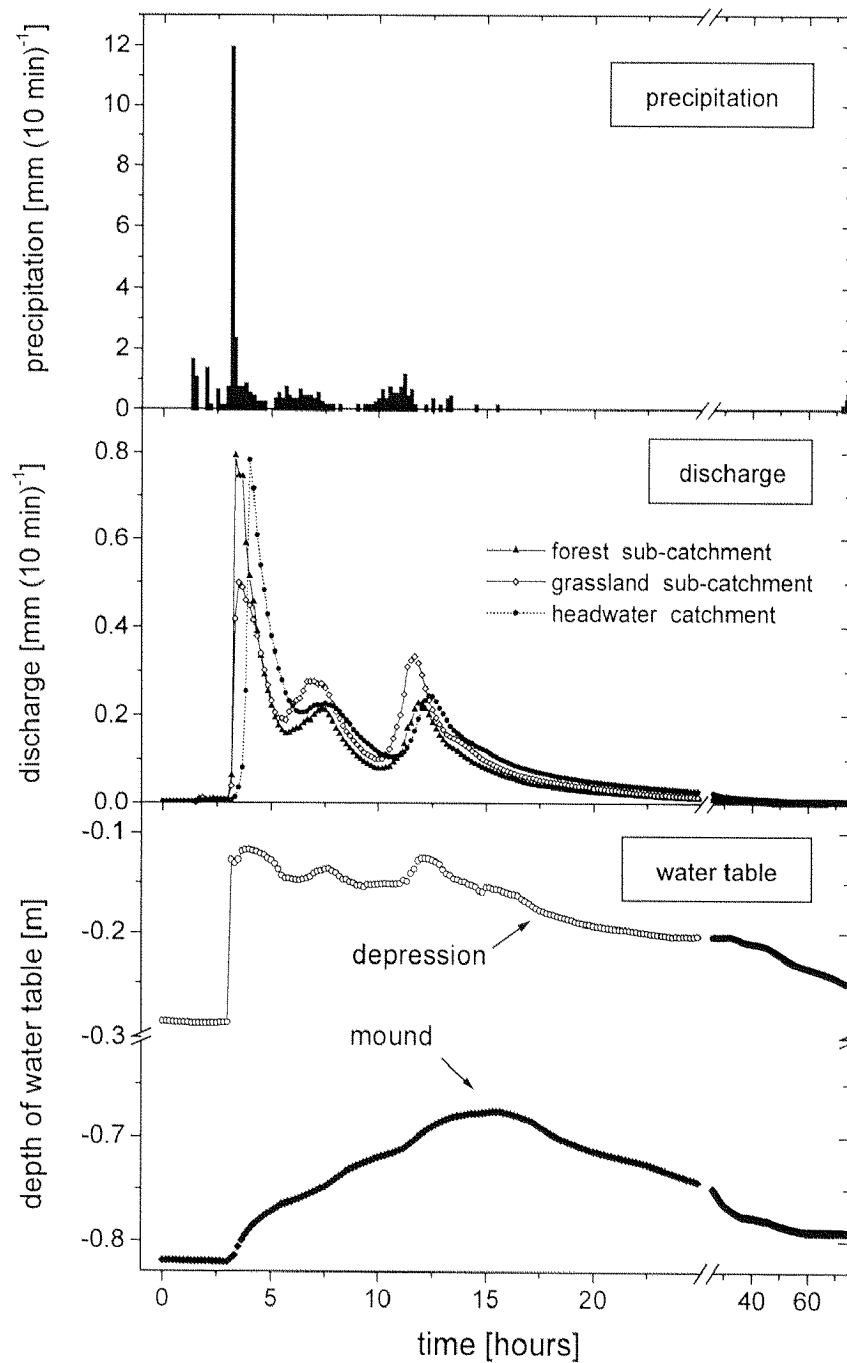 precipitation [mm (10 min)-1]
12
10
8
6
4
2
0
precipitation
discharge [mm (10 min)-1]
0.8
0.6
0.4
0.2
0.0
discharge
forest sub-catchment
grassland sub-catchment
headwater catchment
depth of water table [m]
-0.1
-0.2
-0.3
-0.7
-0.8
water table
depression
mound
0 5 10 15 20 40 60
time [hours]